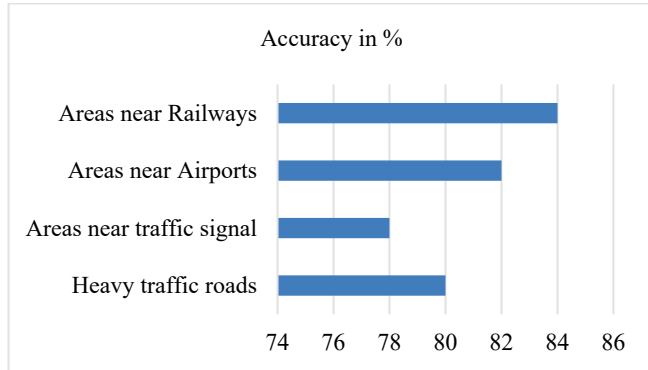 Accuracy in %
Areas near Railways
Areas near Airports
Areas near traffic signal
Heavy traffic roads
74 76 78 80 82 84 86